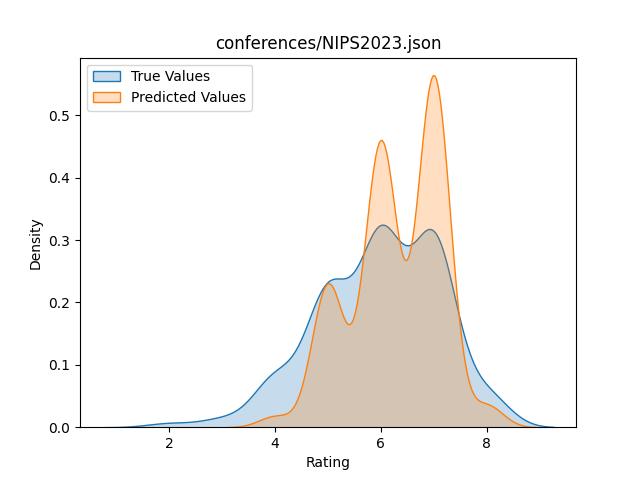 conferences/NIPS2023.json
True Values
Predicted Values
Density
0.5
0.4
0.3
0.2
0.1
0.0
2 4 6 8
Rating